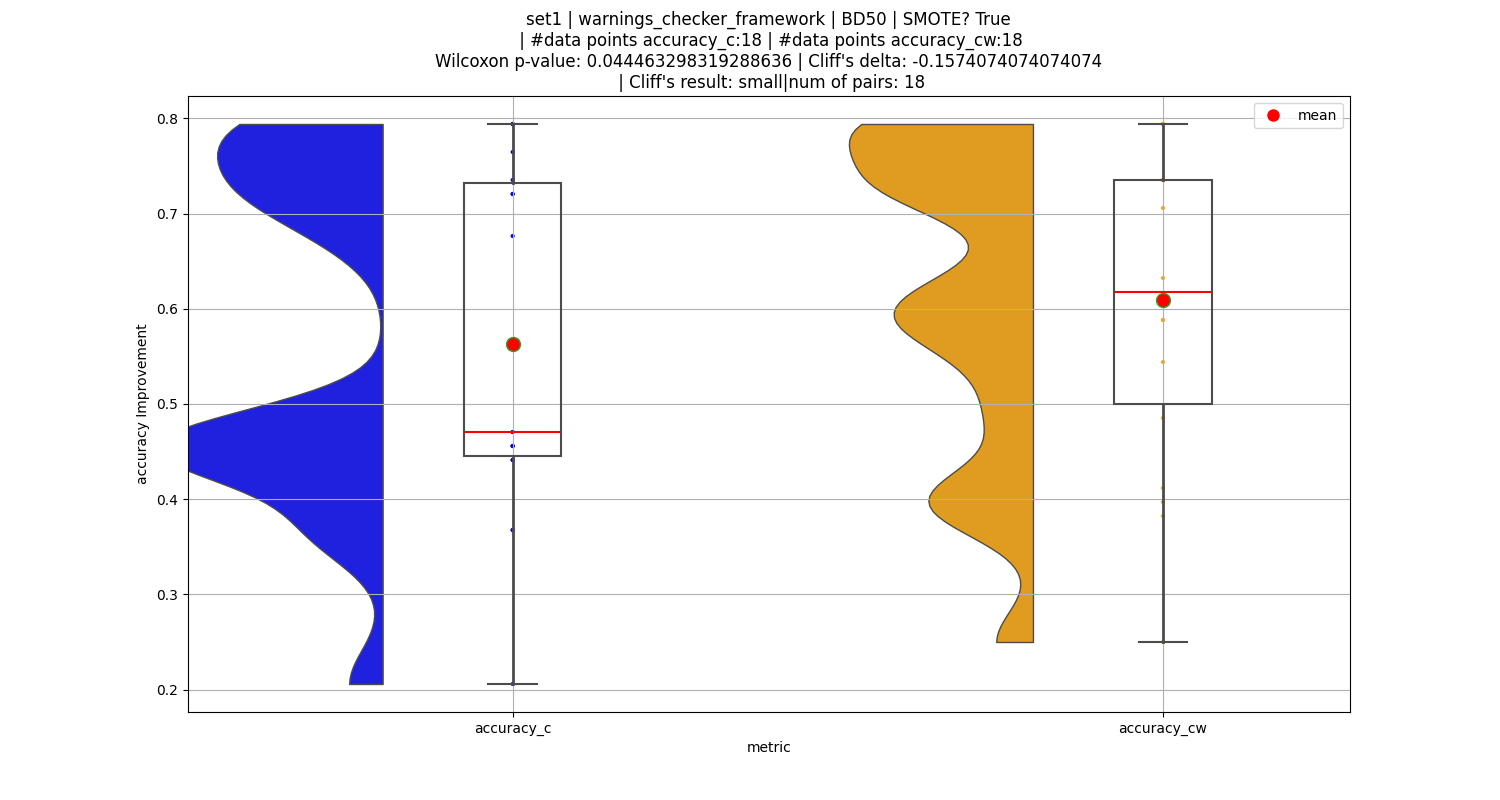 set1 | warnings_checker_framework | BD50 | SMOTE? True
| #data points accuracy_c:18 | #data points accuracy_cw:18
Wilcoxon p-value: 0.044463298319288636 | Cliff's delta: -0.1574074074074074
| Cliff's result: small|num of pairs: 18
mean
0.8
0.7
0.6
0.5
0.4
0.3
0.2
accuracy Improvement
accuracy_c
accuracy_cw
metric